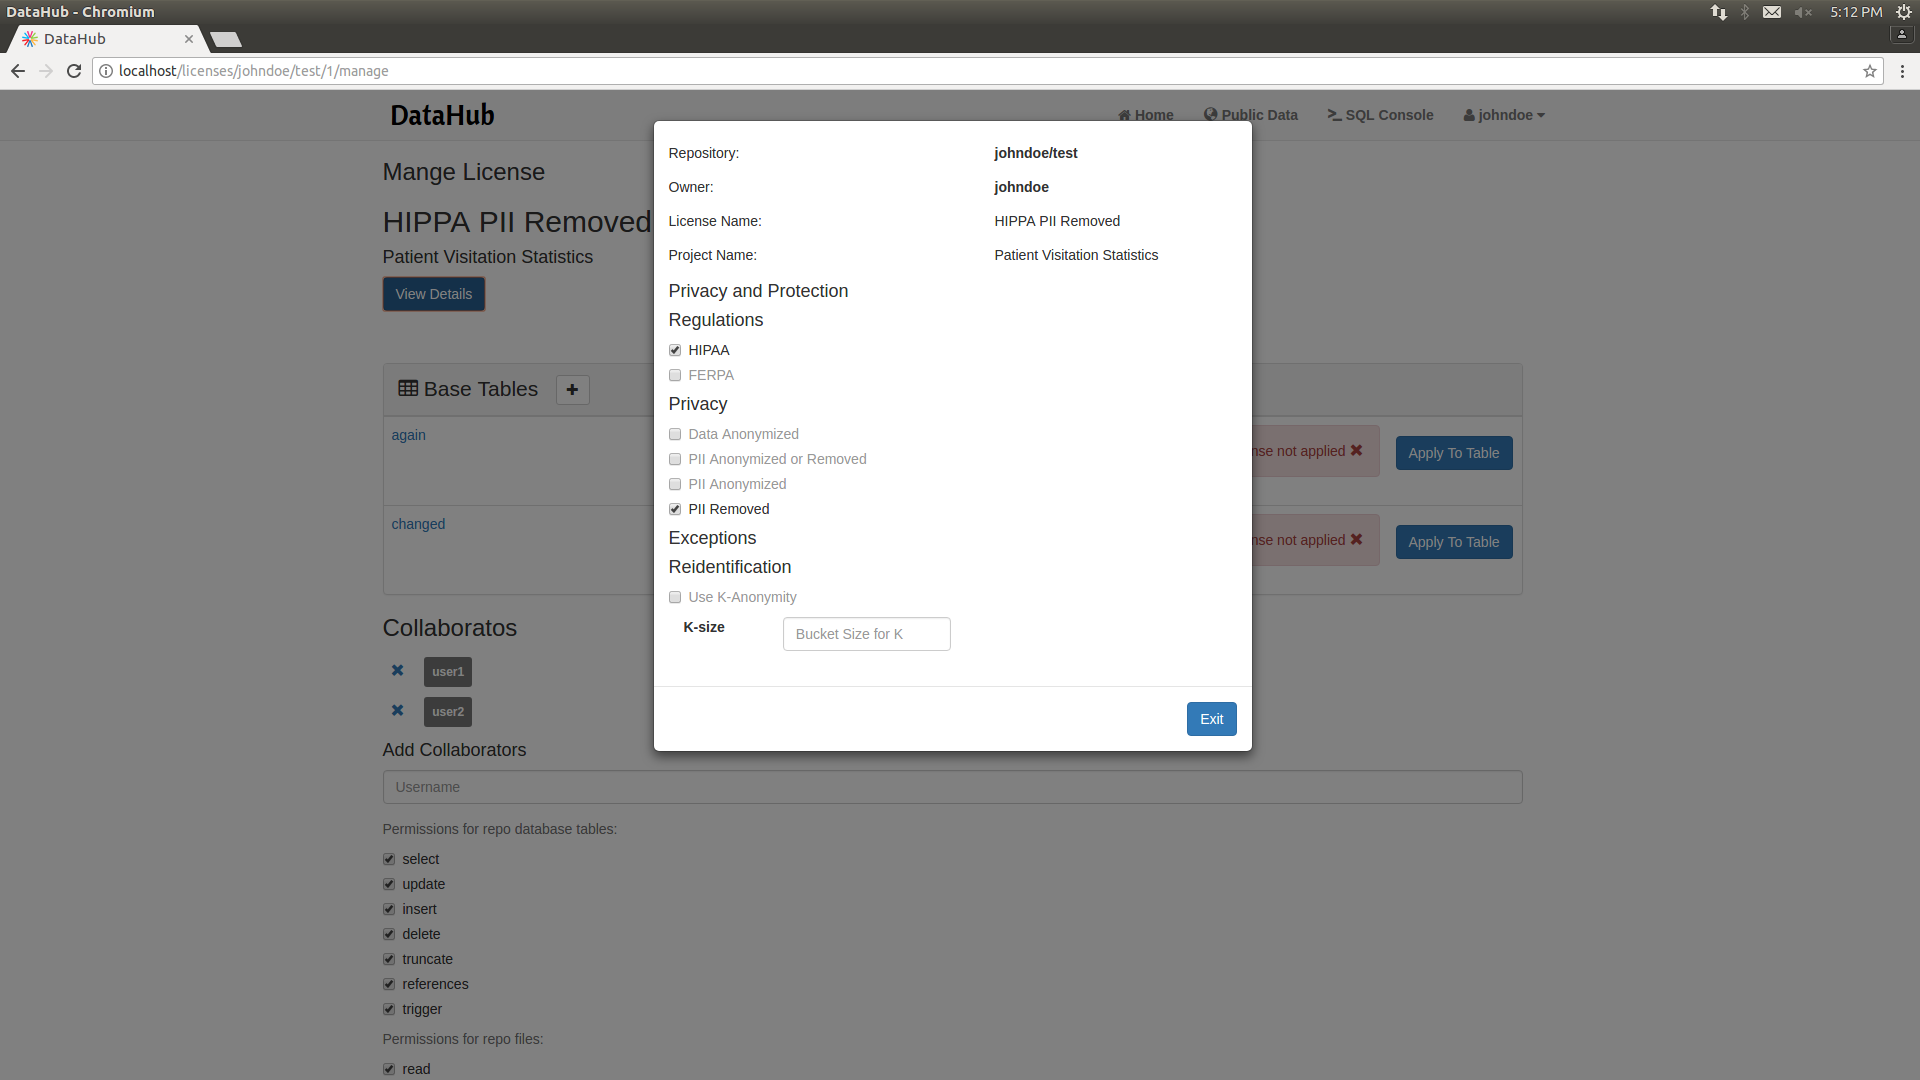 DataHub - Chromium
5:12 PM
DataHub
localhost/licenses/johndoe/test/1/manage
DataHub
Home Public Data SQL Console johndoe
Mange License
HIPPA PII Removed
Patient Visitation Statistics
View Details
Base Tables
again
nse not applied Apply To Table
changed
nse not applied Apply To Table
Collaboratos
user1
user2
Add Collaborators
Username
Permissions for repo database tables:
select
update
insert
delete
truncate
references
trigger
Permissions for repo files:
read
Repository: johndoe/test
Owner: johndoe
License Name: HIPPA PII Removed
Project Name: Patient Visitation Statistics
Privacy and Protection
Regulations
HIPAA
FERPA
Privacy
Data Anonymized
PII Anonymized or Removed
PII Anonymized
PII Removed
Exceptions
Reidentification
Use K-Anonymity
K-size Bucket Size for K
Exit